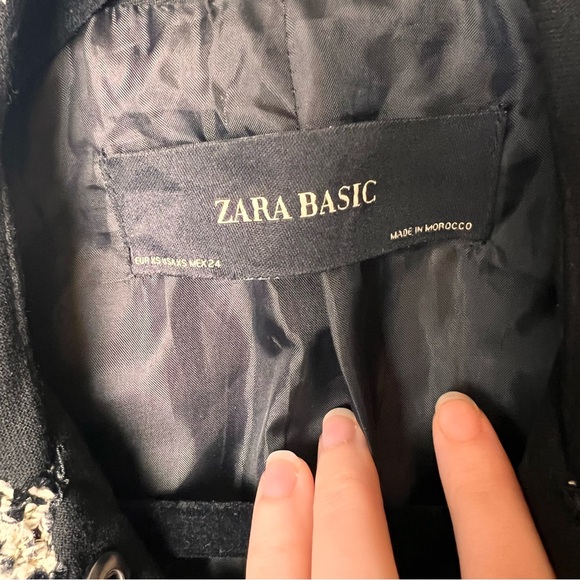 ZARA BASIC
EUR XS USA XS MEX 24
MADE IN MOROCCO